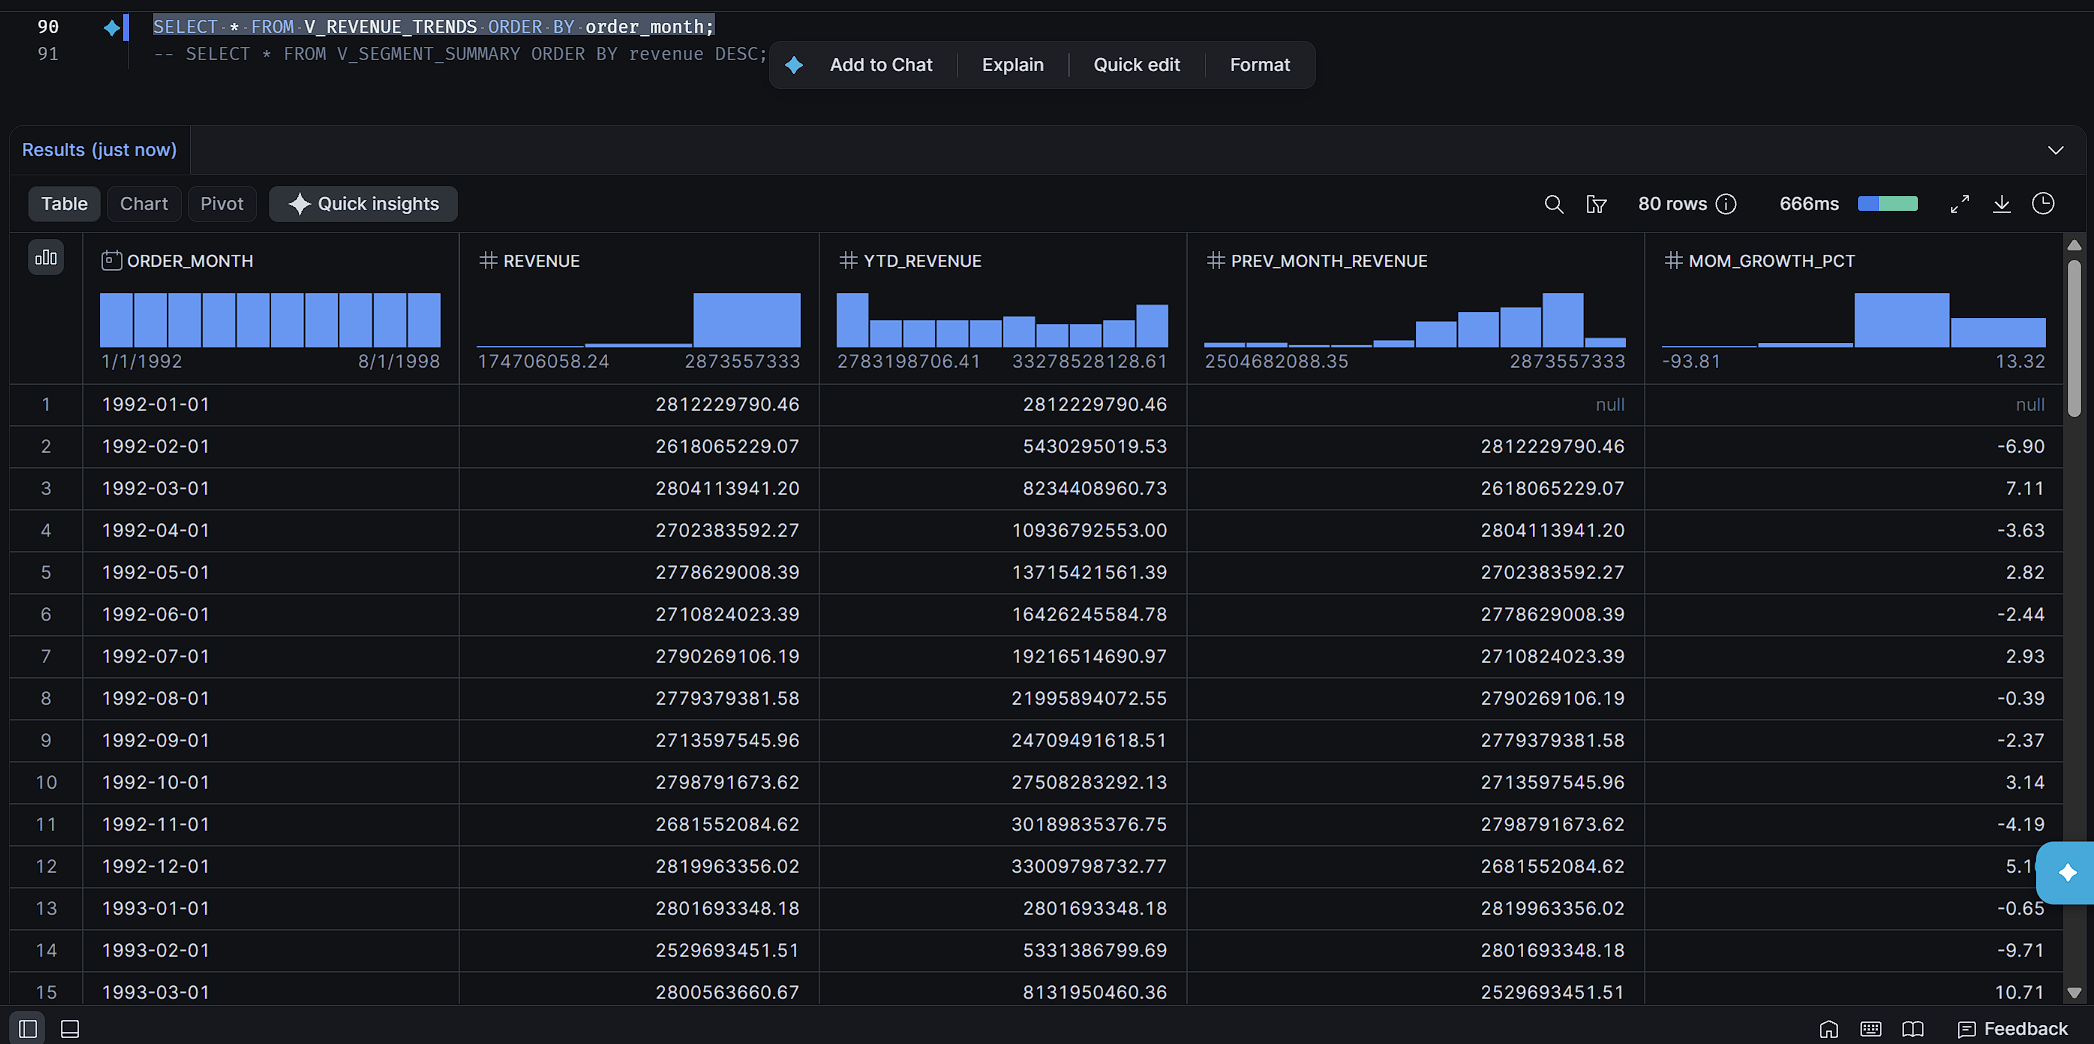 90 SELECT * FROM V_REVENUE_TRENDS ORDER BY order_month;
91 -- SELECT * FROM V_SEGMENT_SUMMARY ORDER BY revenue DESC;
Add to Chat Explain Quick edit Format
Results (just now)
Table Chart Pivot Quick insights 80 rows 666ms
ORDER_MONTH REVENUE YTD_REVENUE PREV_MONTH_REVENUE MOM_GROWTH_PCT
1/1/1992 8/1/1998 174706058.24 2873557333 2783198706.41 33278528128.61 2504682088.35 2873557333 -93.81 13.32
1 1992-01-01 2812229790.46 2812229790.46 null null
2 1992-02-01 2618065229.07 5430295019.53 2812229790.46 -6.90
3 1992-03-01 2804113941.20 8234408960.73 2618065229.07 7.11
4 1992-04-01 2702383592.27 10936792553.00 2804113941.20 -3.63
5 1992-05-01 2778629008.39 13715421561.39 2702383592.27 2.82
6 1992-06-01 2710824023.39 16426245584.78 2778629008.39 -2.44
7 1992-07-01 2790269106.19 19216514690.97 2710824023.39 2.93
8 1992-08-01 2779379381.58 21995894072.55 2790269106.19 -0.39
9 1992-09-01 2713597545.96 24709491618.51 2779379381.58 -2.37
10 1992-10-01 2798791673.62 27508283292.13 2713597545.96 3.14
11 1992-11-01 2681552084.62 30189835376.75 2798791673.62 -4.19
12 1992-12-01 2819963356.02 33009798732.77 2681552084.62
13 1993-01-01 2801693348.18 2801693348.18 2819963356.02 -0.65
14 1993-02-01 2529693451.51 5331386799.69 2801693348.18 -9.71
15 1993-03-01 2800563660.67 8131950460.36 2529693451.51 10.71
Feedback